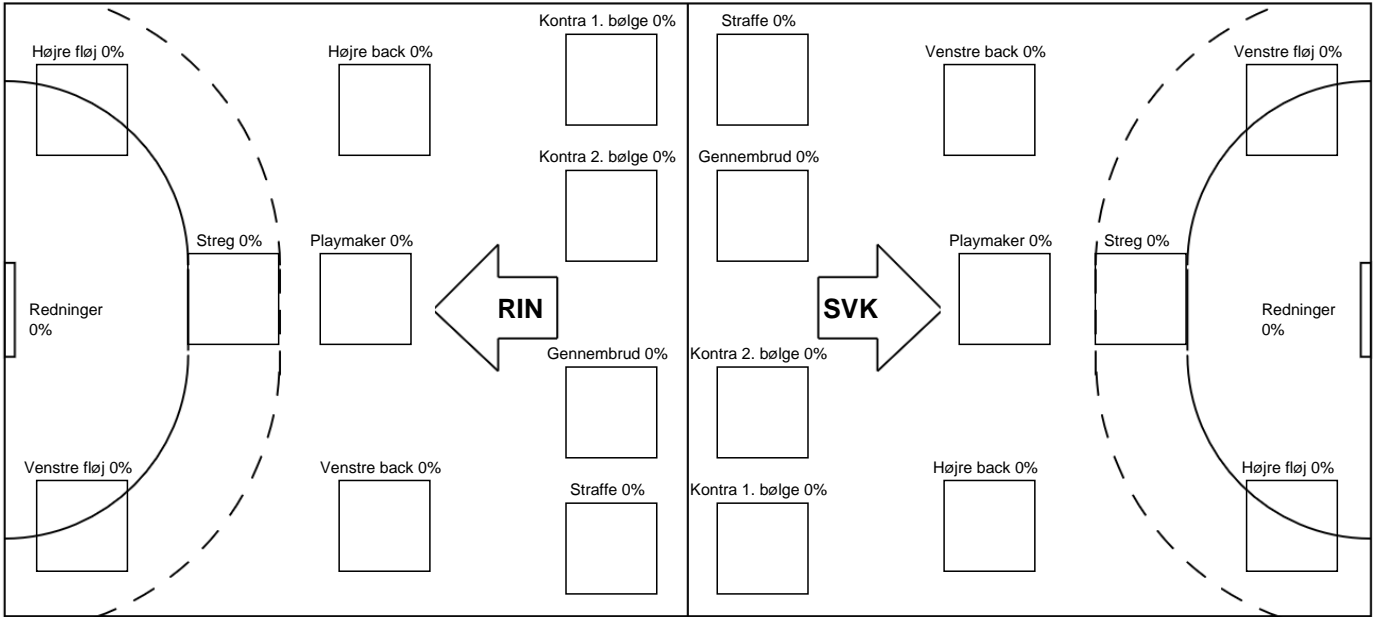 Kontra 1. bølge 0%
Straffe 0%
Højre fløj 0%
Højre back 0%
Venstre back 0%
Venstre fløj 0%
Kontra 2. bølge 0%
Gennembrud 0%
Streg 0%
Playmaker 0%
Playmaker 0%
Streg 0%
Redninger
0%
RIN
SVK
Redninger
0%
Gennembrud 0%
Kontra 2. bølge 0%
Venstre fløj 0%
Venstre back 0%
Højre back 0%
Højre fløj 0%
Straffe 0%
Kontra 1. bølge 0%